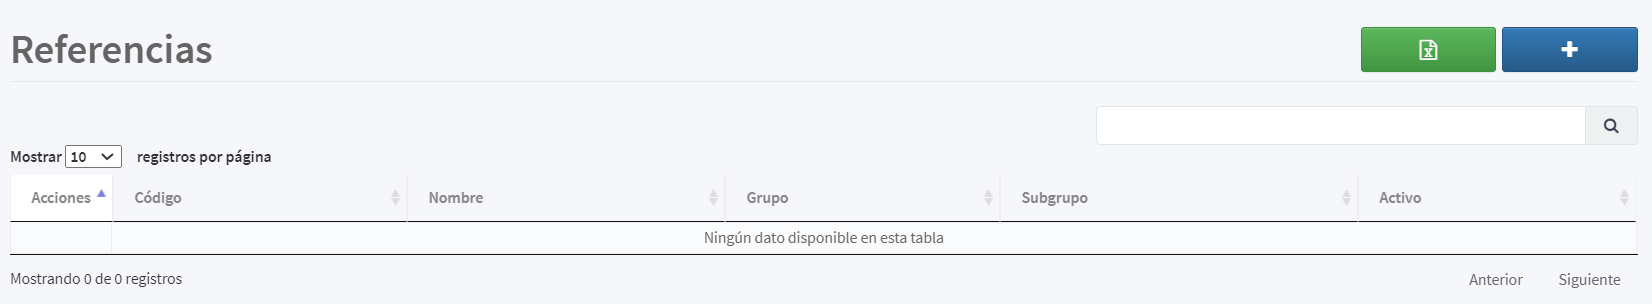 Referencias
Mostrar 10 registros por página
Acciones Código Nombre Grupo Subgrupo Activo
Ningún dato disponible en esta tabla
Mostrando 0 de 0 registros Anterior Siguiente